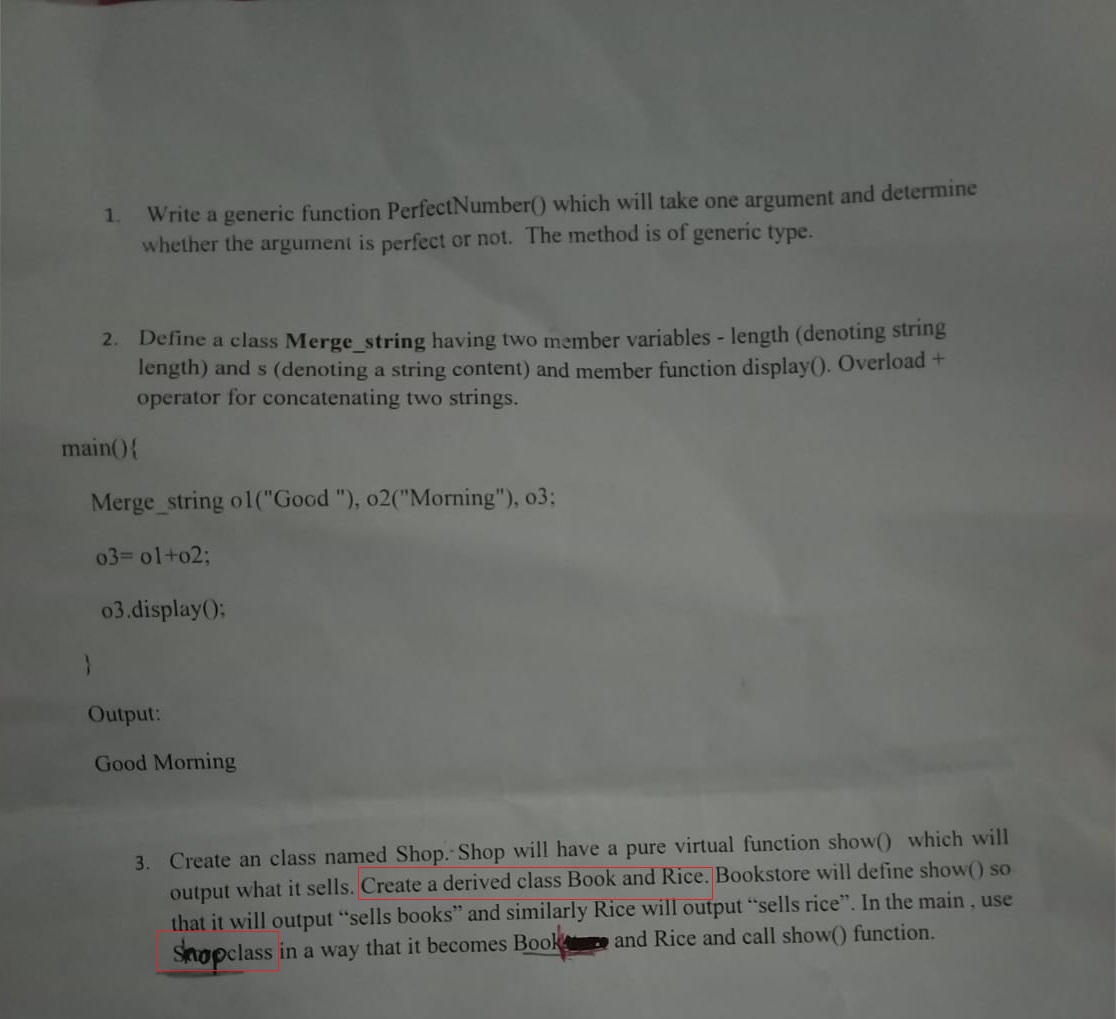 1. Write a generic function PerfectNumber() which will take one argument and determine
whether the argument is perfect or not. The method is of generic type.
2. Define a class Merge_string having two member variables - length (denoting string
length) and s (denoting a string content) and member function display(). Overload +
operator for concatenating two strings.
main(){
Merge_string o1("Good "), o2("Morning"), o3;
o3= o1+o2;
o3.display();
}
Output:
Good Morning
3. Create an class named Shop. Shop will have a pure virtual function show() which will
output what it sells. Create a derived class Book and Rice. Bookstore will define show() so
that it will output “sells books” and similarly Rice will output “sells rice”. In the main , use
Shop class in a way that it becomes Book and Rice and call show() function.